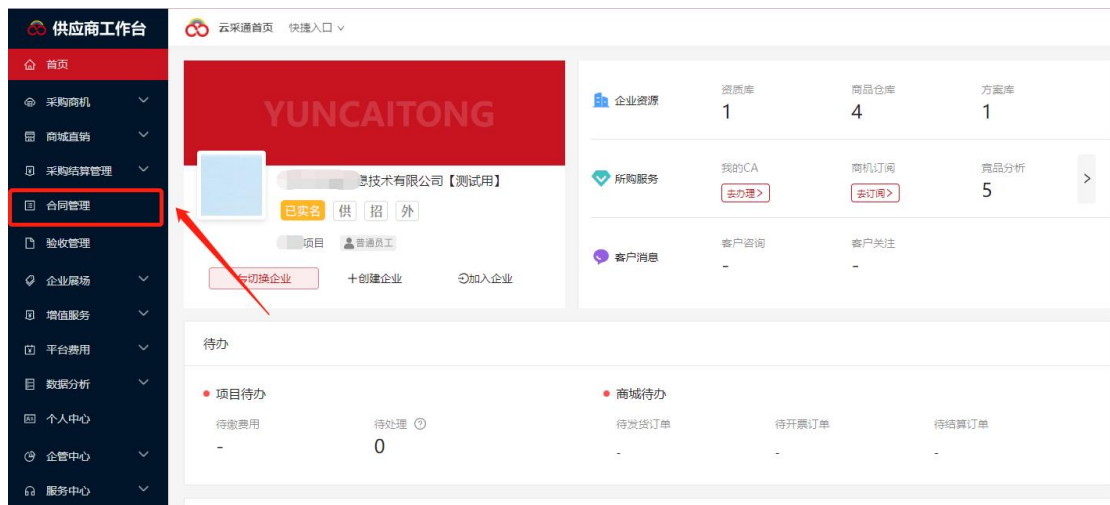 供应商工作台
云采通首页 快捷入口
首页
采购商机
商城直销
采购结算管理
合同管理
验收管理
企业展场
增值服务
平台费用
数据分析
个人中心
企管中心
服务中心
YUNCAITONG
息技术有限公司【测试用】
已实名 供 招 外
项目 普通员工
切换企业 +创建企业 加入企业
企业资源
资质库 商品仓库 方案库
1 4 1
所购服务
我的CA 商机订阅 商品分析
去办理> 去订阅> 5
客户消息
客户咨询 客户关注
- -
待办
项目待办
待缴费用 待处理
- 0
商城待办
待发货订单 待开票订单 待结算订单
- - -